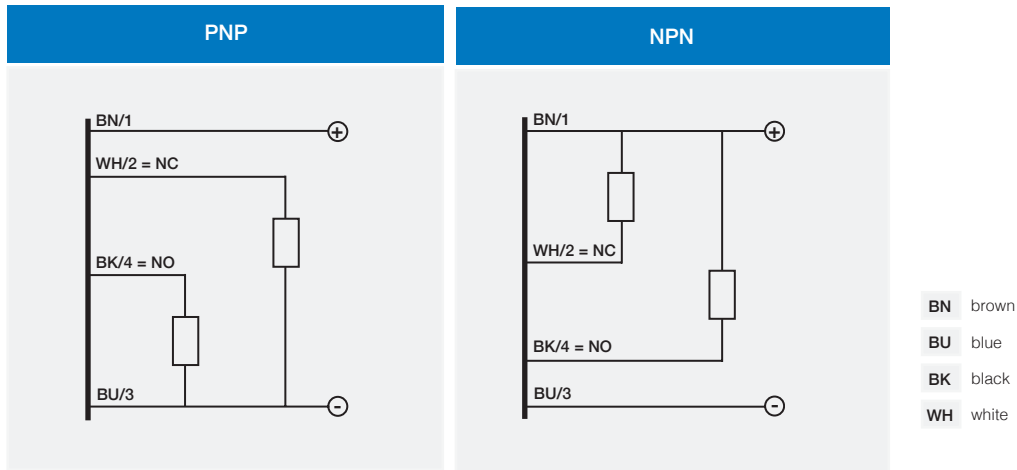 PNP
BN/1
+
WH/2 = NC
BK/4 = NO
BU/3
-
NPN
BN/1
+
WH/2 = NC
BK/4 = NO
BU/3
-
BN brown
BU blue
BK black
WH white